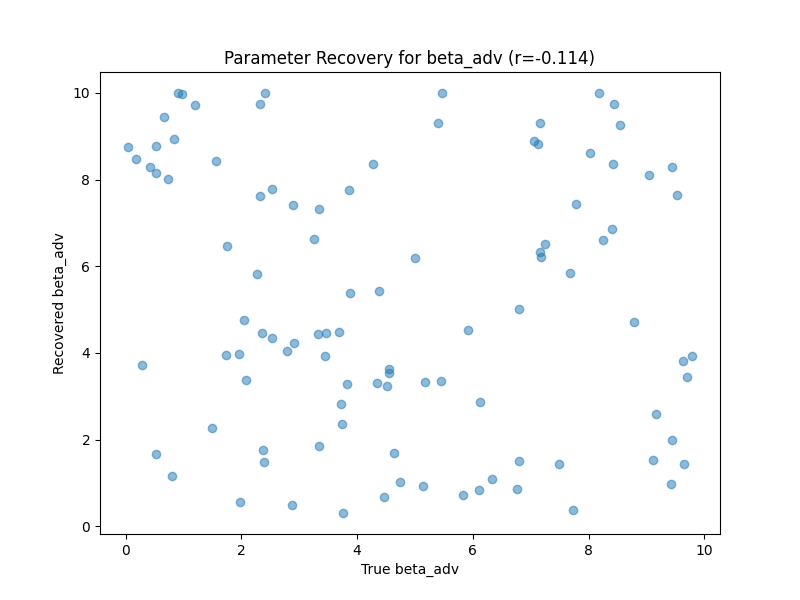 Parameter Recovery for beta_adv (r=-0.114)
10
8
6
4
2
0
Recovered beta_adv
0 2 4 6 8 10
True beta_adv